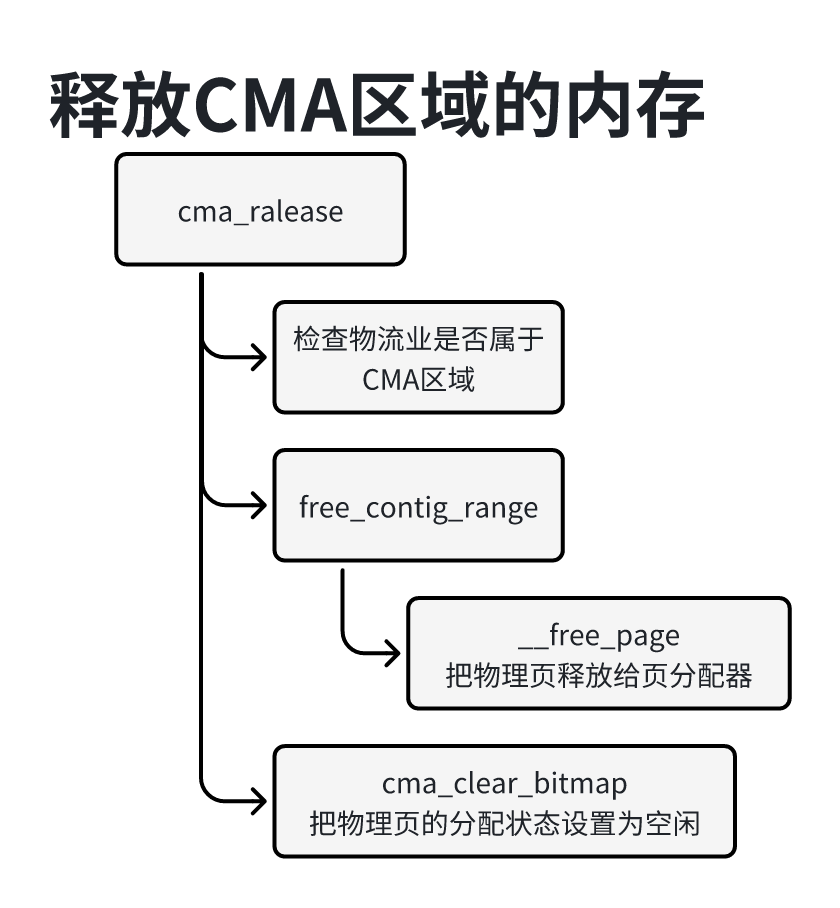 释放CMA区域的内存
cma_ralease
检查物流业是否属于
CMA区域
free_contig_range
__free_page
把物理页释放给页分配器
cma_clear_bitmap
把物理页的分配状态设置为空闲